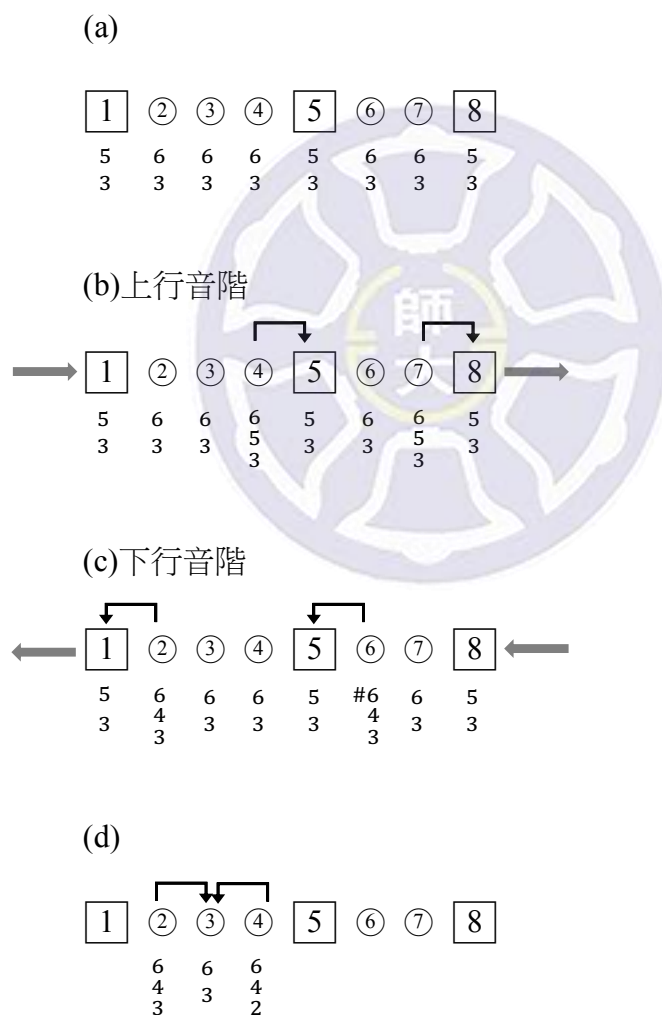 (a)
1 ② ③ ④ 5 ⑥ ⑦ 8
5 6 6 6 5 6 6 5
3 3 3 3 3 3 3 3
(b)上行音階
師大
1 ② ③ ④ 5 ⑥ ⑦ 8
5 6 6 6 5 6 6 5
3 3 3 5 3 3 5 3
3 3
(c)下行音階
1 ② ③ ④ 5 ⑥ ⑦ 8
5 6 6 6 5 #6 6 5
3 4 3 3 3 4 3 3
3 3
(d)
1 ② ③ ④ 5 ⑥ ⑦ 8
6 6 6
4 3 4
3 2